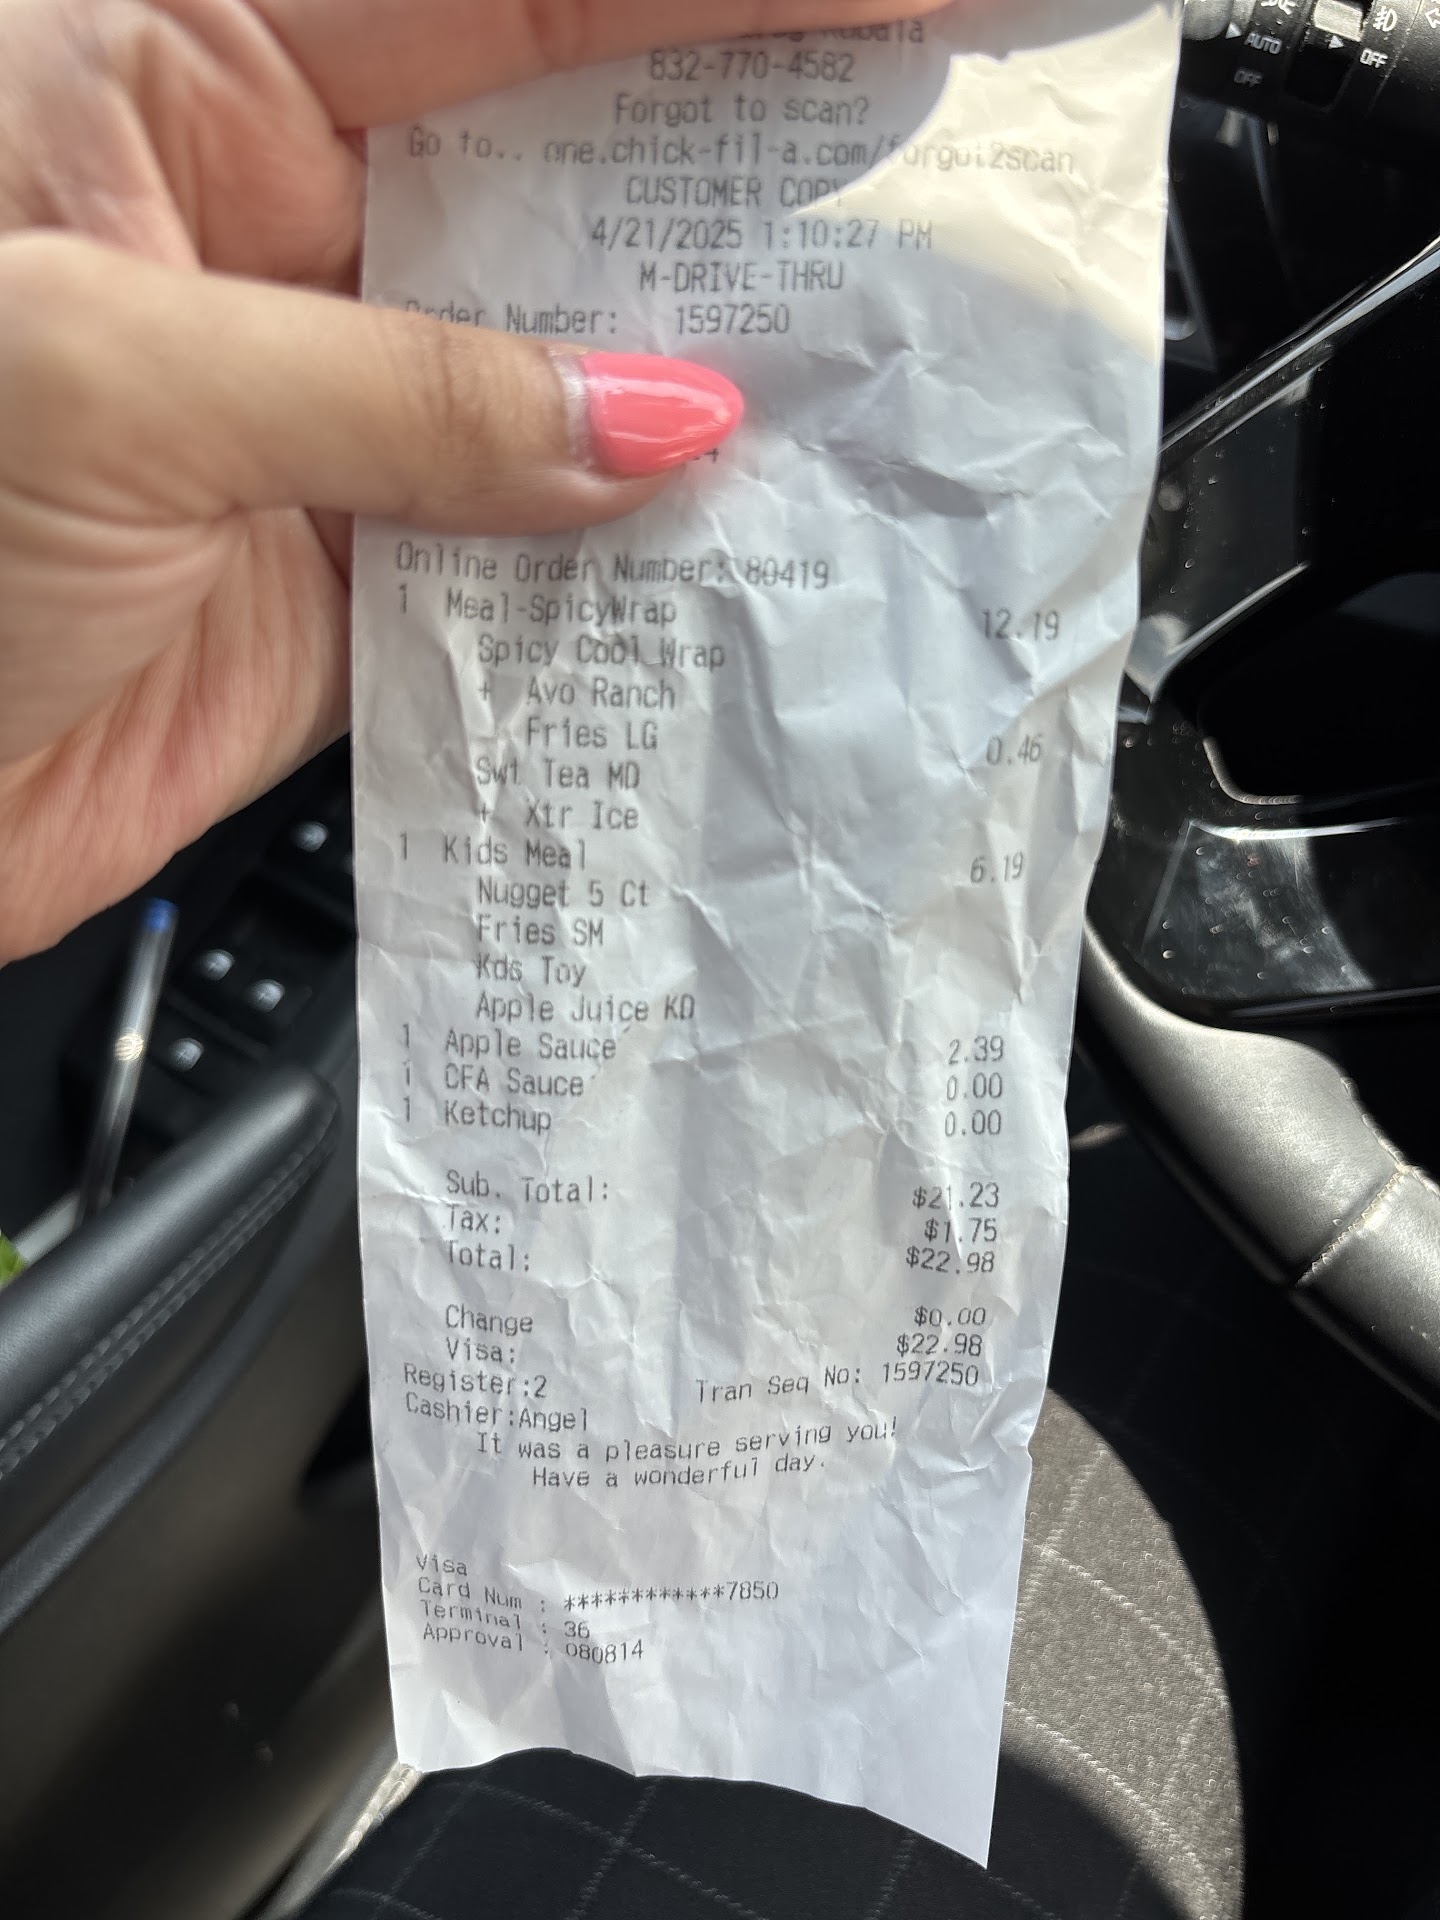 832-770-4582
Forgot to scan?
Go to.. one.chick-fil-a.com/forgot2scan
CUSTOMER COPY
4/21/2025 1:10:27 PM
M-DRIVE-THRU
Order Number: 1597250
Online Order Number: 80419
1 Meal-SpicyWrap 12.19
Spicy Cool Wrap
+ Avo Ranch
Fries LG 0.46
Swt Tea MD
+ Xtr Ice
1 Kids Meal 6.19
Nugget 5 Ct
Fries SM
Kds Toy
Apple Juice KD
1 Apple Sauce 2.39
1 CFA Sauce 0.00
1 Ketchup 0.00
Sub. Total: $21.23
Tax: $1.75
Total: $22.98
Change $0.00
Visa: $22.98
Register:2 Tran Seq No: 1597250
Cashier:Angel
It was a pleasure serving you!
Have a wonderful day.
Visa
Card Num : ************7850
Terminal : 36
Approval : 080814
AUTO
OFF
OFF